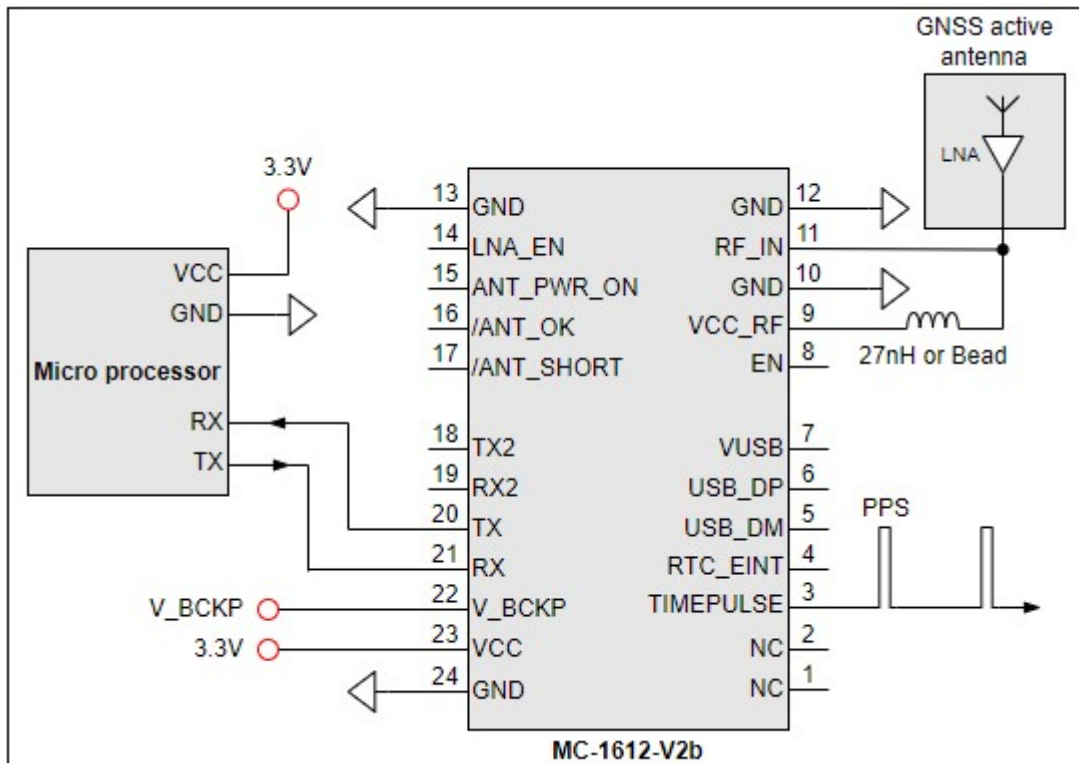 GNSS active
antenna
LNA
3.3V
VCC
GND
Micro processor
RX
TX
13 GND
14 LNA_EN
15 ANT_PWR_ON
16 /ANT_OK
17 /ANT_SHORT
18 TX2
19 RX2
20 TX
21 RX
V_BCKP 22 V_BCKP
3.3V 23 VCC
24 GND
GND 12
RF_IN 11
GND 10
VCC_RF 9
27nH or Bead
EN 8
VUSB 7
USB_DP 6
USB_DM 5
PPS
RTC_EINT 4
TIMEPULSE 3
NC 2
NC 1
MC-1612-V2b